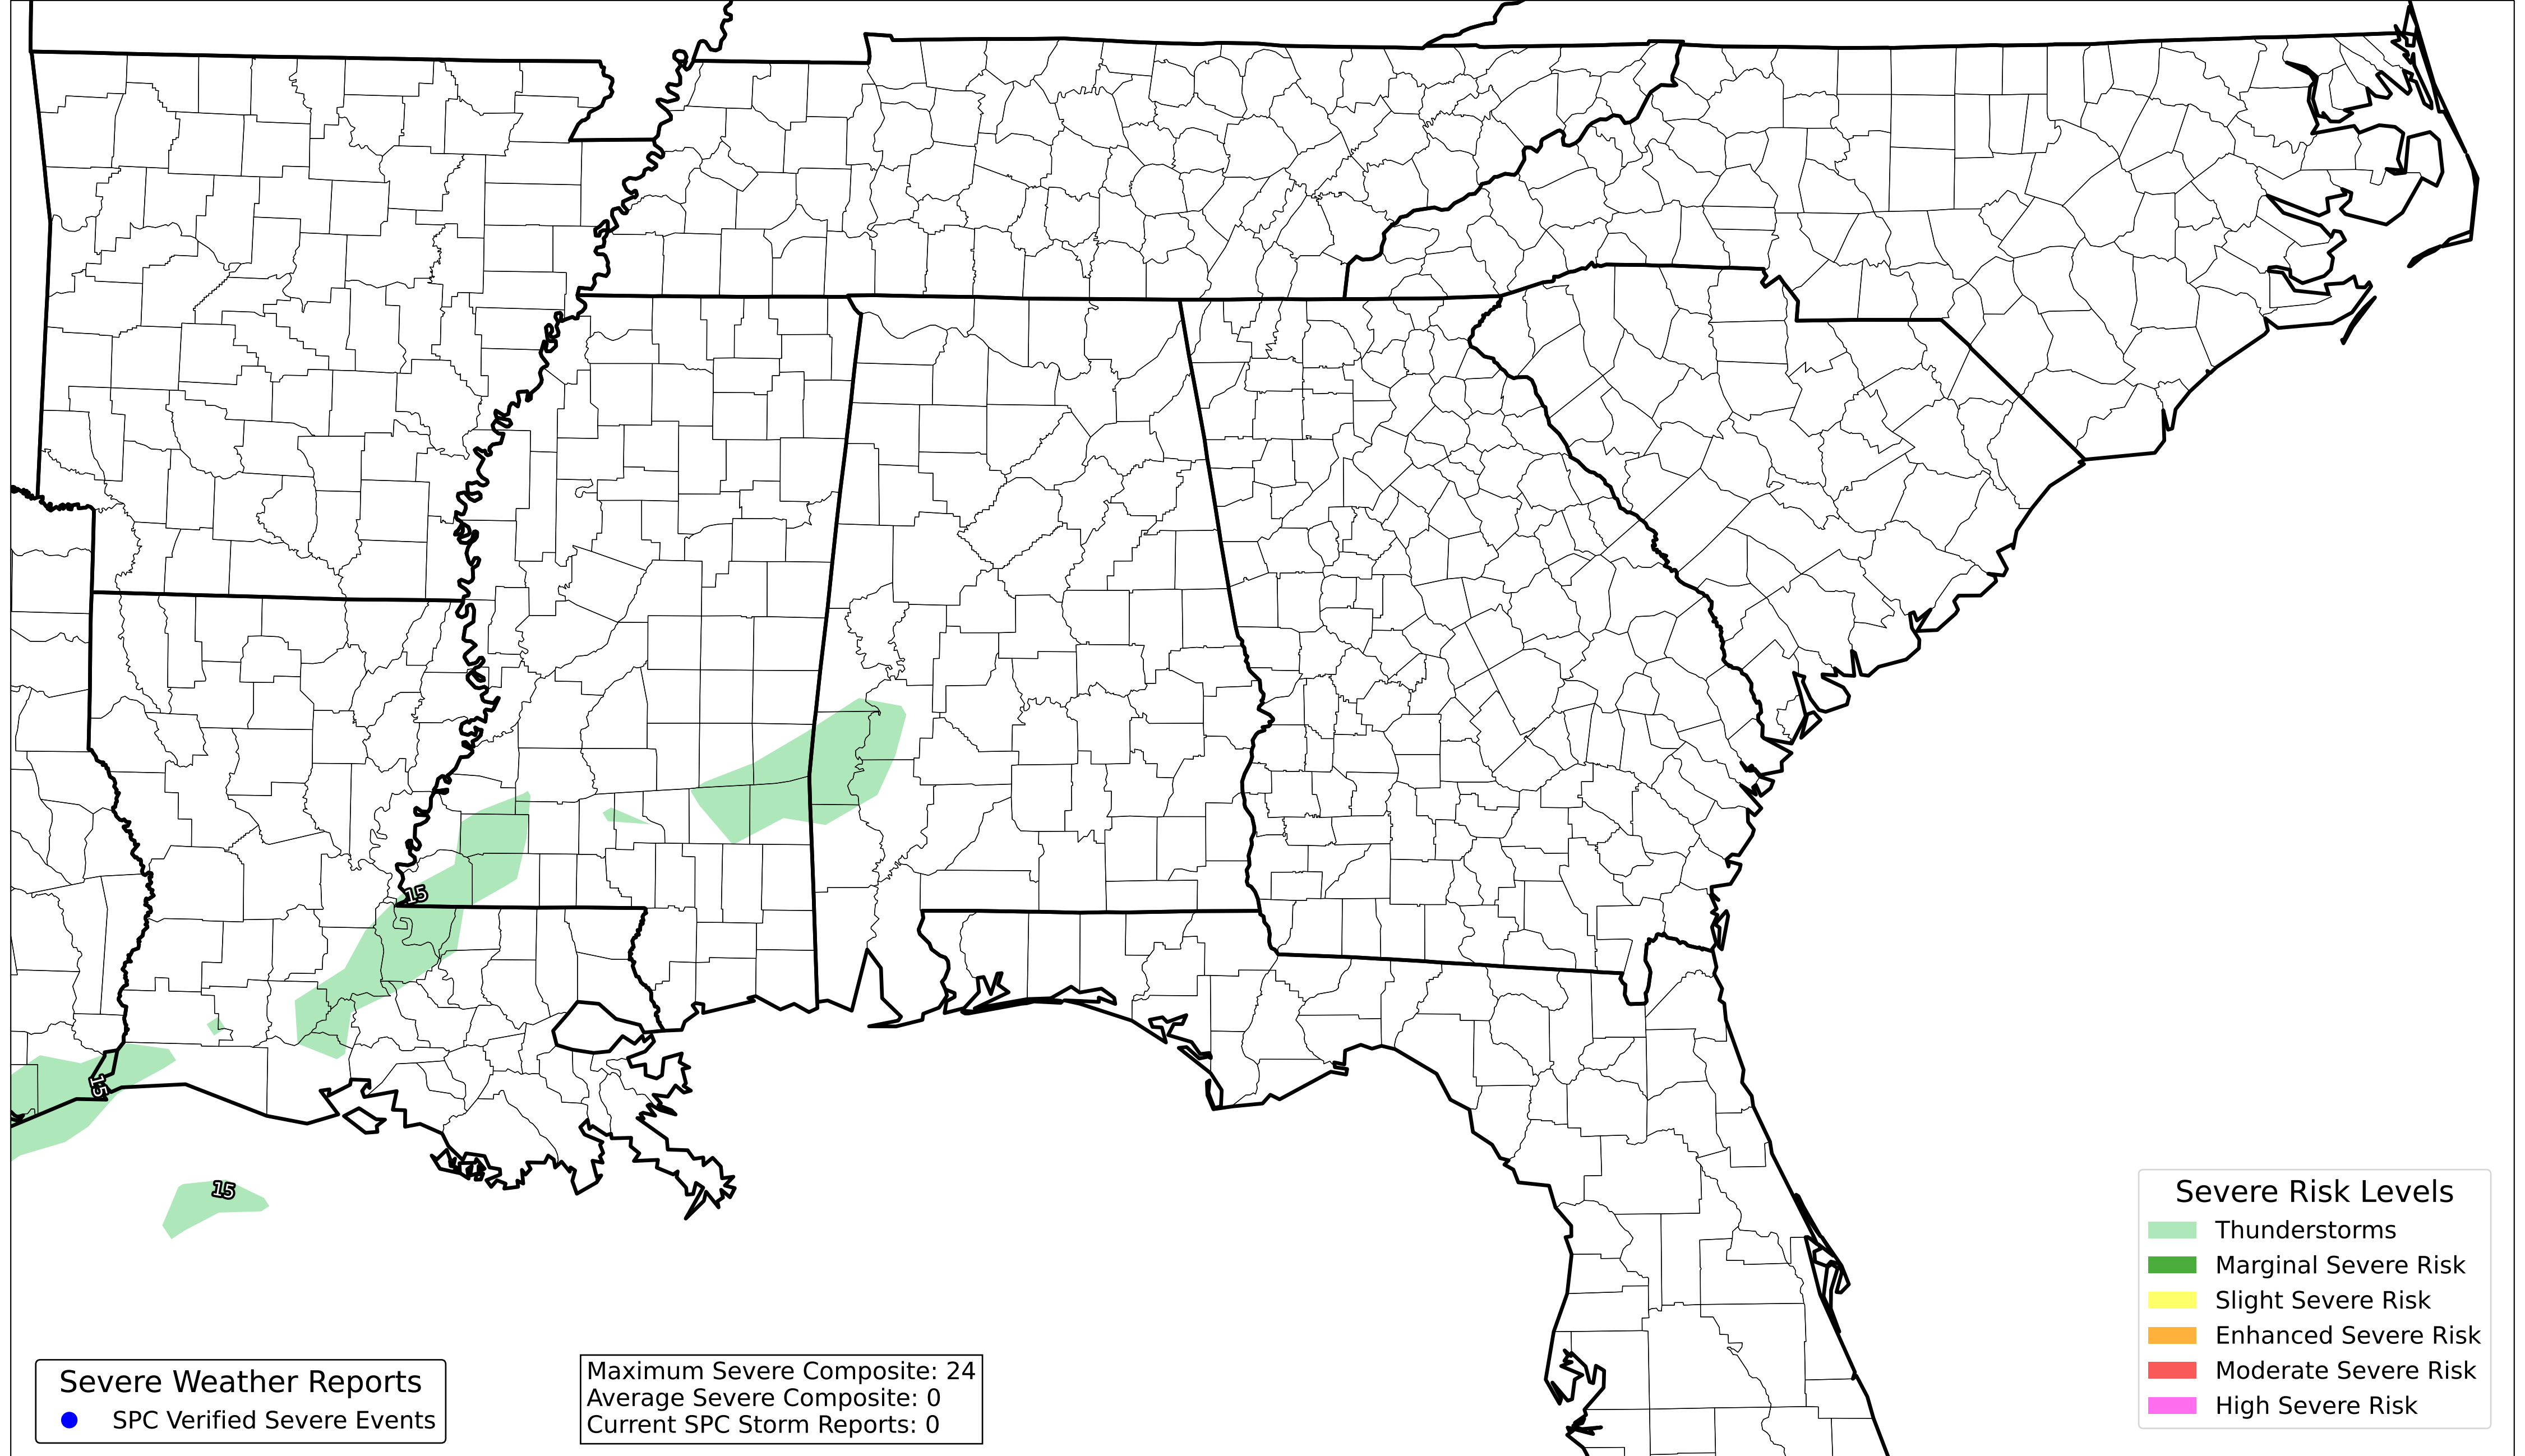 15
15
15
Severe Risk Levels
Thunderstorms
Marginal Severe Risk
Slight Severe Risk
Enhanced Severe Risk
Moderate Severe Risk
High Severe Risk
Severe Weather Reports
SPC Verified Severe Events
Maximum Severe Composite: 24
Average Severe Composite: 0
Current SPC Storm Reports: 0